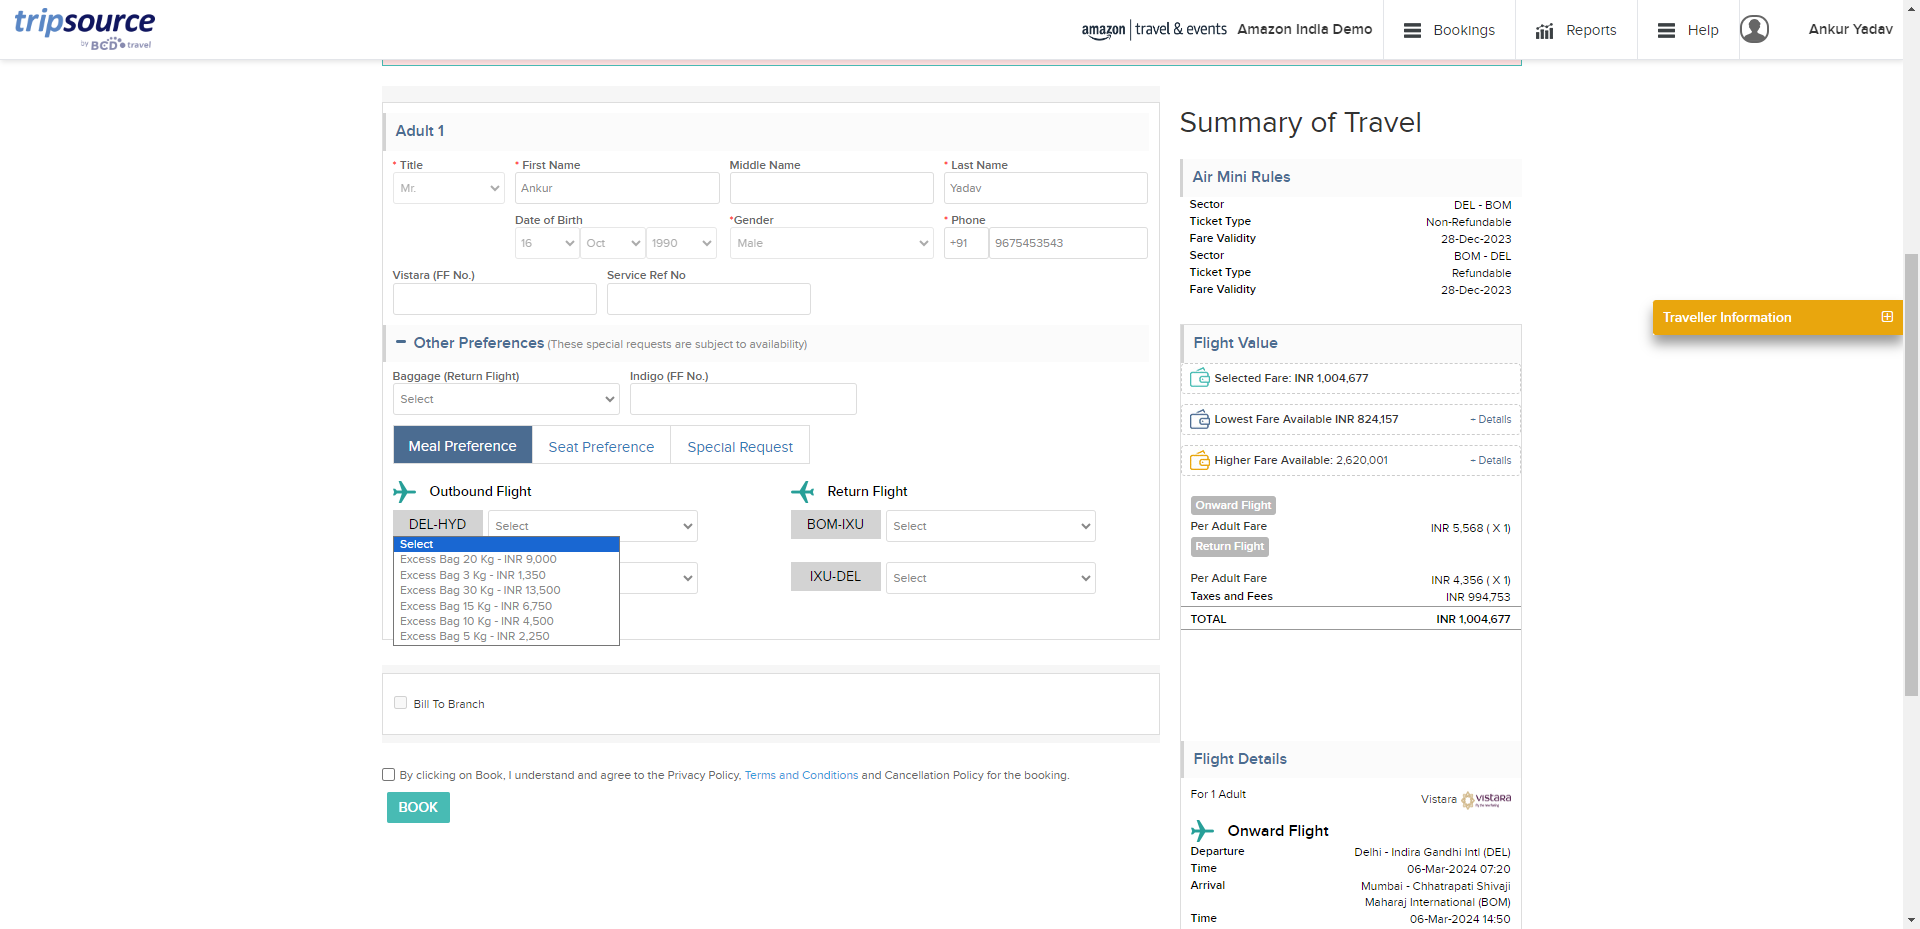 tripsource
by BCD travel
amazon travel & events Amazon India Demo
Bookings
Reports
Help
Ankur Yadav
Adult 1
* Title
* First Name
Middle Name
* Last Name
Mr.
Ankur
Yadav
Date of Birth
*Gender
* Phone
16
Oct
1990
Male
+91
9675453543
Vistara (FF No.)
Service Ref No
− Other Preferences (These special requests are subject to availability)
Baggage (Return Flight)
Indigo (FF No.)
Select
Meal Preference
Seat Preference
Special Request
Outbound Flight
Return Flight
DEL-HYD
Select
BOM-IXU
Select
Select
Excess Bag 20 Kg - INR 9,000
Excess Bag 3 Kg - INR 1,350
Excess Bag 30 Kg - INR 13,500
Excess Bag 15 Kg - INR 6,750
Excess Bag 10 Kg - INR 4,500
Excess Bag 5 Kg - INR 2,250
IXU-DEL
Select
Bill To Branch
By clicking on Book, I understand and agree to the Privacy Policy, Terms and Conditions and Cancellation Policy for the booking.
BOOK
Summary of Travel
Air Mini Rules
Sector DEL - BOM
Ticket Type Non-Refundable
Fare Validity 28-Dec-2023
Sector BOM - DEL
Ticket Type Refundable
Fare Validity 28-Dec-2023
Traveller Information
Flight Value
Selected Fare: INR 1,004,677
Lowest Fare Available INR 824,157 + Details
Higher Fare Available: 2,620,001 + Details
Onward Flight
Per Adult Fare INR 5,568 ( X 1)
Return Flight
Per Adult Fare INR 4,356 ( X 1)
Taxes and Fees INR 994,753
TOTAL INR 1,004,677
Flight Details
For 1 Adult
Vistara VISTARA
Onward Flight
Departure Delhi - Indira Gandhi Intl (DEL)
Time 06-Mar-2024 07:20
Arrival Mumbai - Chhatrapati Shivaji
Maharaj International (BOM)
Time 06-Mar-2024 14:50